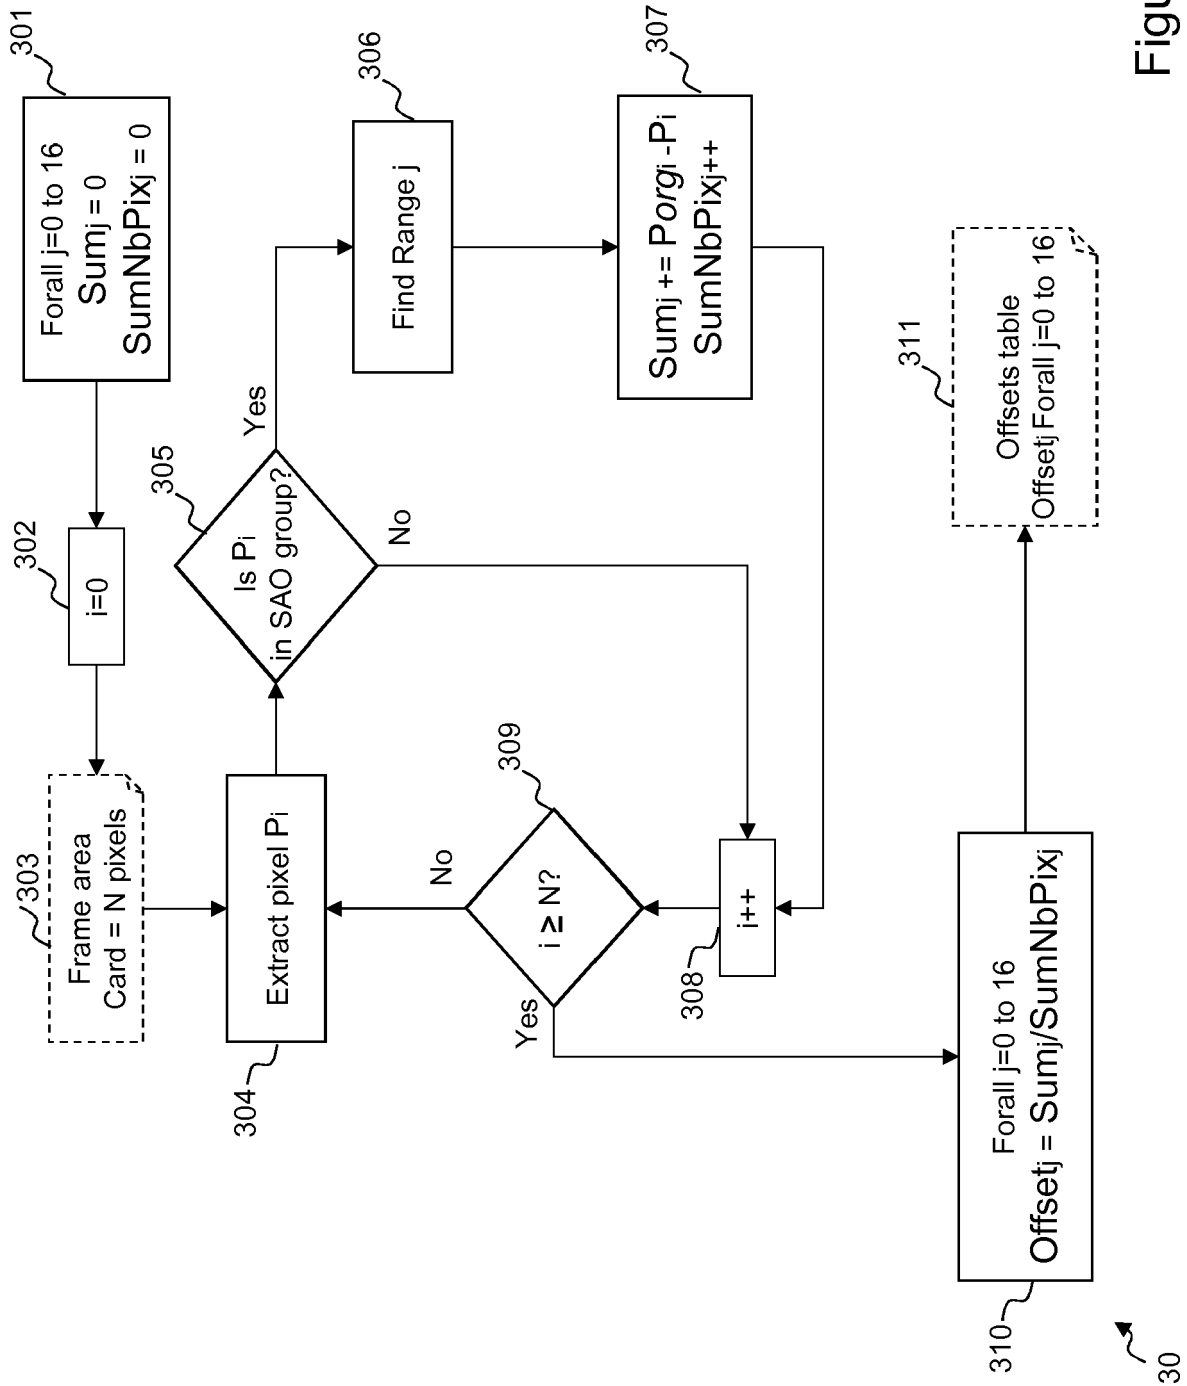 301
Forall j=0 to 16
Sumj = 0
SumNbPixj = 0
302
i=0
303
Frame area
Card = N pixels
304
Extract pixel Pi
305
Is Pi
in SAO group?
Yes
No
306
Find Range j
307
Sumj += Porgi -Pi
SumNbPixj++
308
i++
309
i ≥ N?
No
Yes
310
Forall j=0 to 16
Offsetj = Sumj/SumNbPixj
311
Offsets table
Offsetj Forall j=0 to 16
30